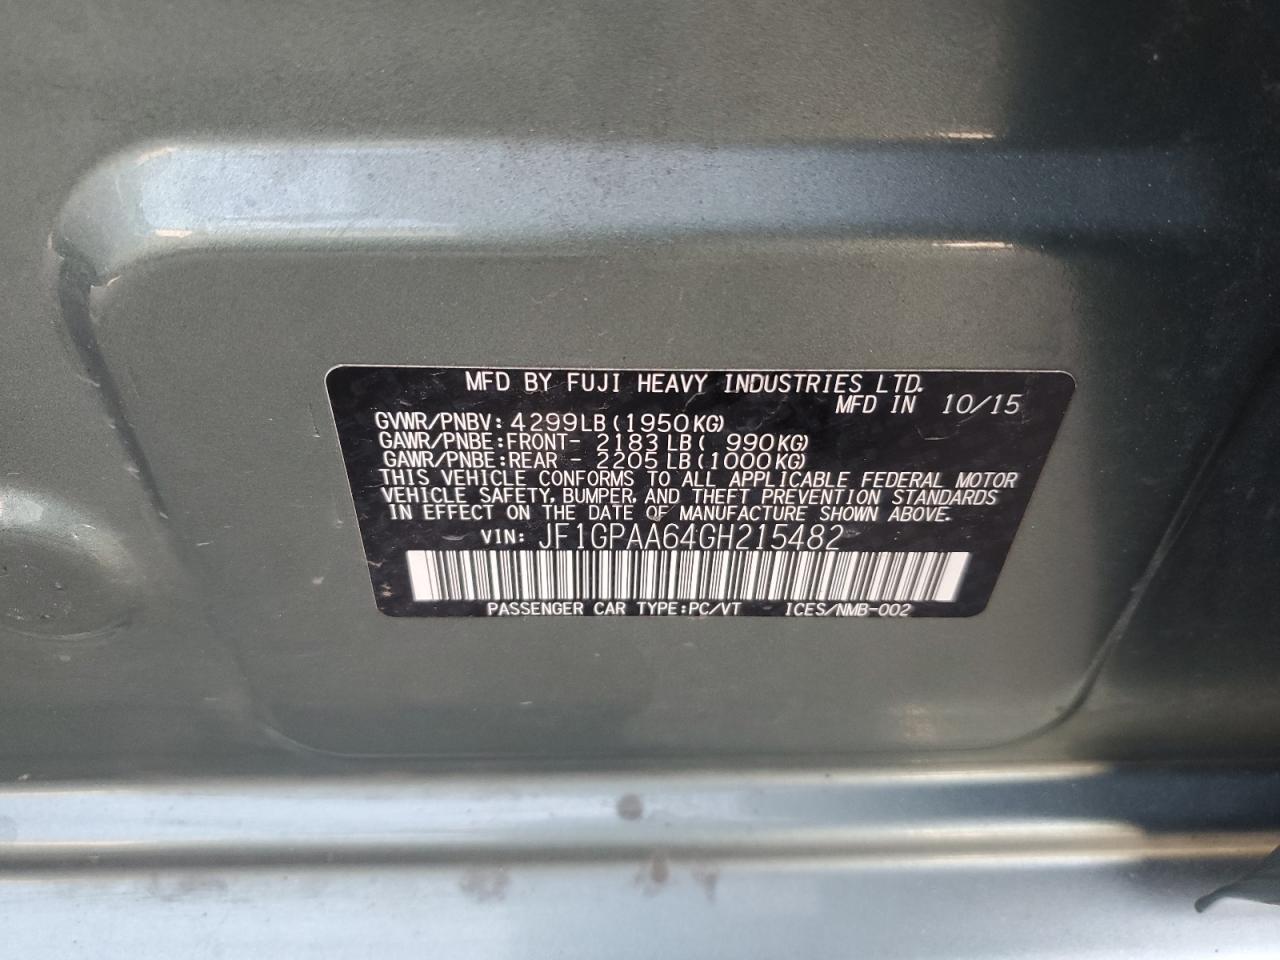 MFD BY FUJI HEAVY INDUSTRIES LTD.
MFD IN 10/15
GVWR/PNBV: 4299LB(1950KG)
GAWR/PNBE:FRONT- 2183LB( 990KG)
GAWR/PNBE:REAR - 2205LB(1000KG)
THIS VEHICLE CONFORMS TO ALL APPLICABLE FEDERAL MOTOR
VEHICLE SAFETY, BUMPER, AND THEFT PREVENTION STANDARDS
IN EFFECT ON THE DATE OF MANUFACTURE SHOWN ABOVE.
VIN: JF1GPAA64GH215482
PASSENGER CAR TYPE:PC/VT ICES/NMB-002